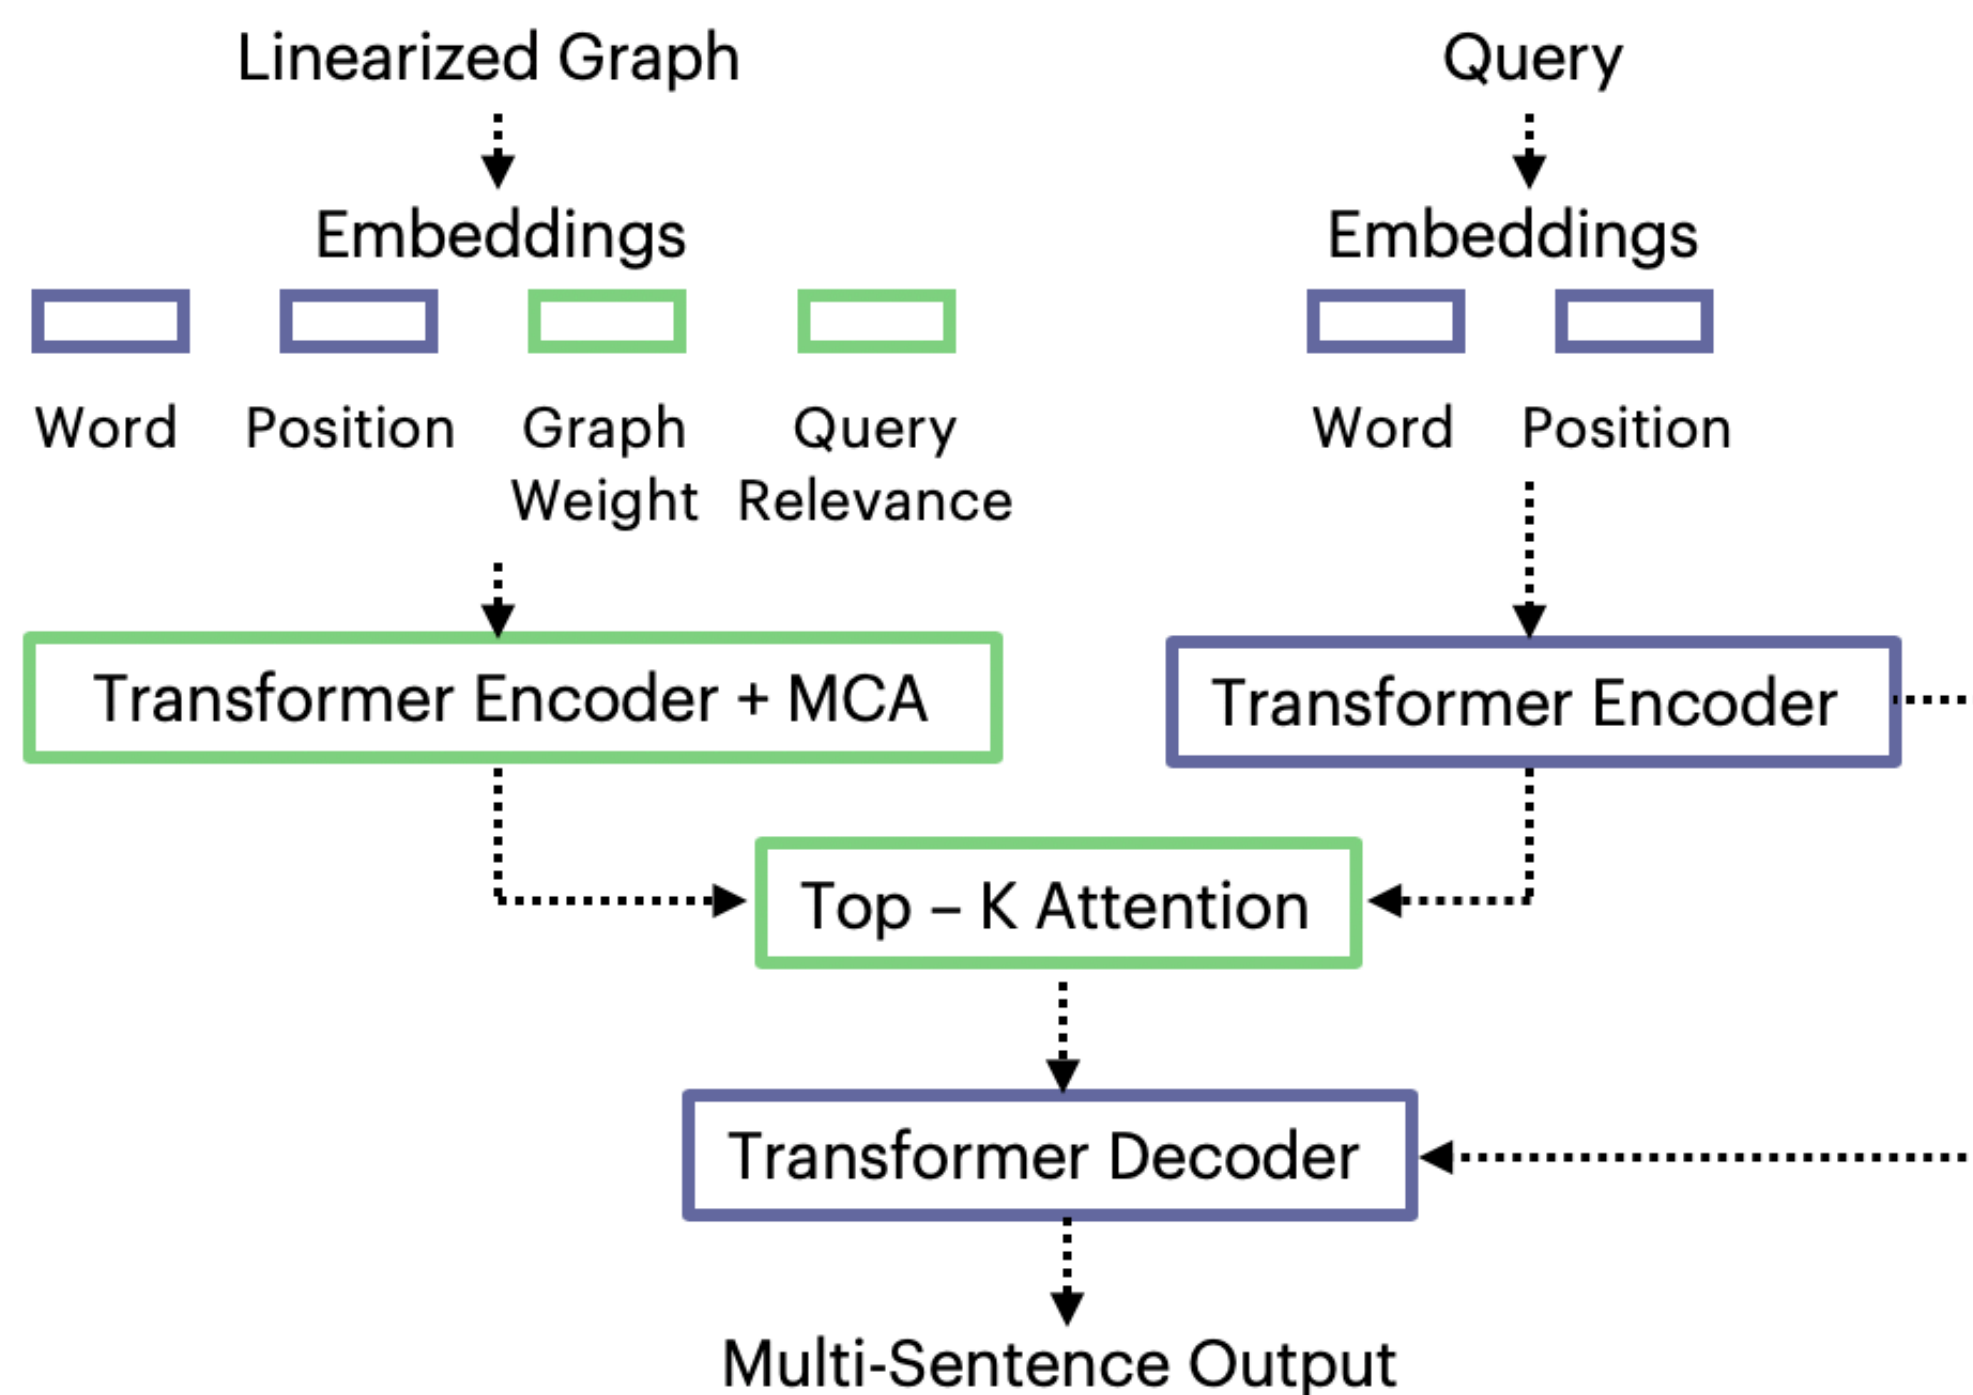 Linearized Graph
Query
Embeddings
Embeddings
Word
Position
Graph
Weight
Query
Relevance
Word
Position
Transformer Encoder + MCA
Transformer Encoder
Top – K Attention
Transformer Decoder
Multi-Sentence Output